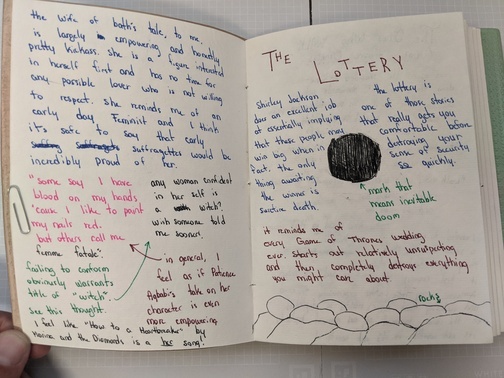 the wife of bath's tale, to me,
is largely empowering and honestly
pretty kickass. she is a figure interested
in herself first and has no time for
any possible lover who is not willing
to respect. she reminds me of an
early day feminist and I think
it's safe to say that early
suffragettes would be
incredibly proud of her.
"some say I have
blood on my hands
'cause I like to paint
my nails red.
but others call me
femme fatale."
failing to conform
obviously warrants
title of "witch".
see this thought.
any woman confident
in her self is
a witch?
wish someone told
me sooner.
in general, I
feel as if Patience
Agbabi's take on her
character is even
more empowering
I feel like "How to a Heartbreaker" by
Marina and the Diamonds is a her song!
THE
LOTTERY
Shirley Jackson
does an excellent job
of essentially implying
that these people may
win big when in
fact, the only
thing awaiting
the winner is
death.
the lottery is
one of those stories
that really gets you
comfortable before
destroying your
sense of security
so quickly.
mark that
means inevitable
doom
it reminds me of
every Game of Thrones wedding
ever. starts out relatively unsuspecting
and then completely destroys everything
you might care about.
rocks